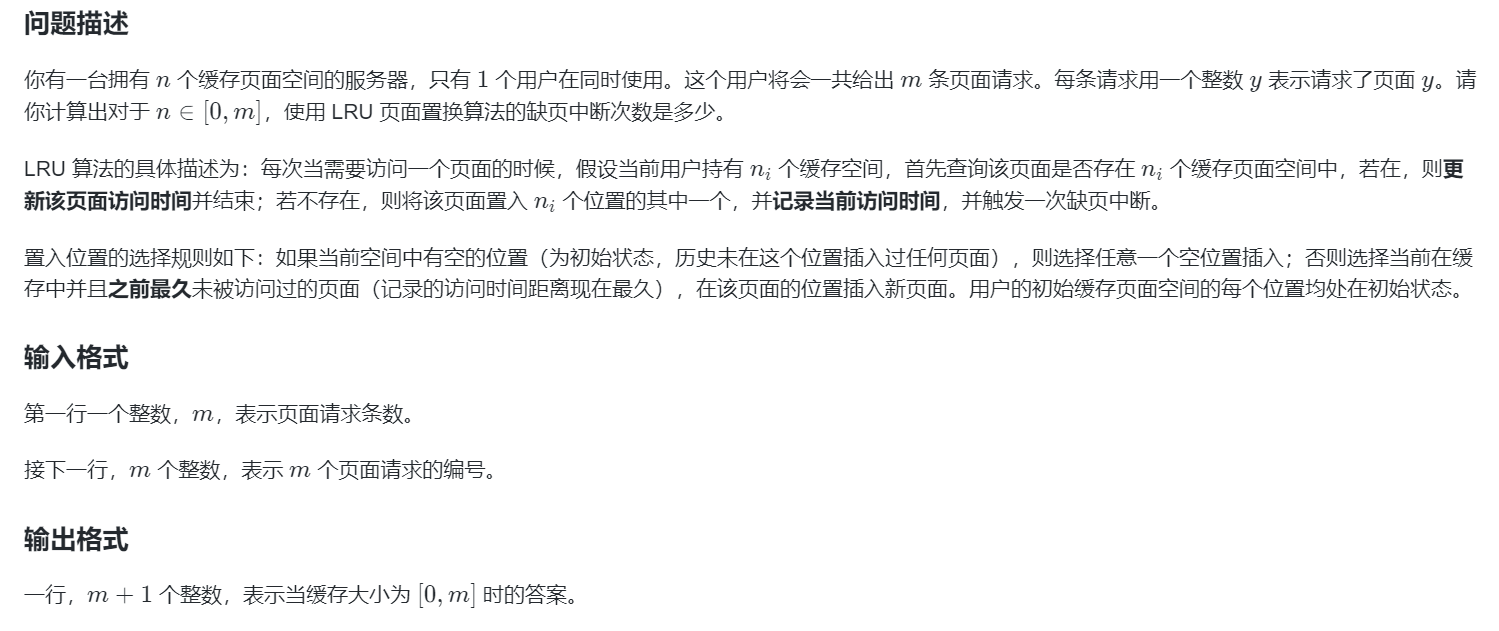 问题描述
你有一台拥有 n 个缓存页面空间的服务器，只有 1 个用户在同时使用。这个用户将会一共给出 m 条页面请求。每条请求用一个整数 y 表示请求了页面 y。请
你计算出对于 n ∈ [0, m]，使用 LRU 页面置换算法的缺页中断次数是多少。
LRU 算法的具体描述为：每次当需要访问一个页面的时候，假设当前用户持有 n_i 个缓存空间，首先查询该页面是否存在 n_i 个缓存页面空间中，若在，则更
新该页面访问时间并结束；若不存在，则将该页面置入 n_i 个位置的其中一个，并记录当前访问时间，并触发一次缺页中断。
置入位置的选择规则如下：如果当前空间中有空的位置（为初始状态，历史未在这个位置插入过任何页面），则选择任意一个空位置插入；否则选择当前在缓
存中并且之前最久未被访问过的页面（记录的访问时间距离现在最久），在该页面的位置插入新页面。用户的初始缓存页面空间的每个位置均处在初始状态。
输入格式
第一行一个整数，m，表示页面请求条数。
接下一行，m 个整数，表示 m 个页面请求的编号。
输出格式
一行，m + 1 个整数，表示当缓存大小为 [0, m] 时的答案。